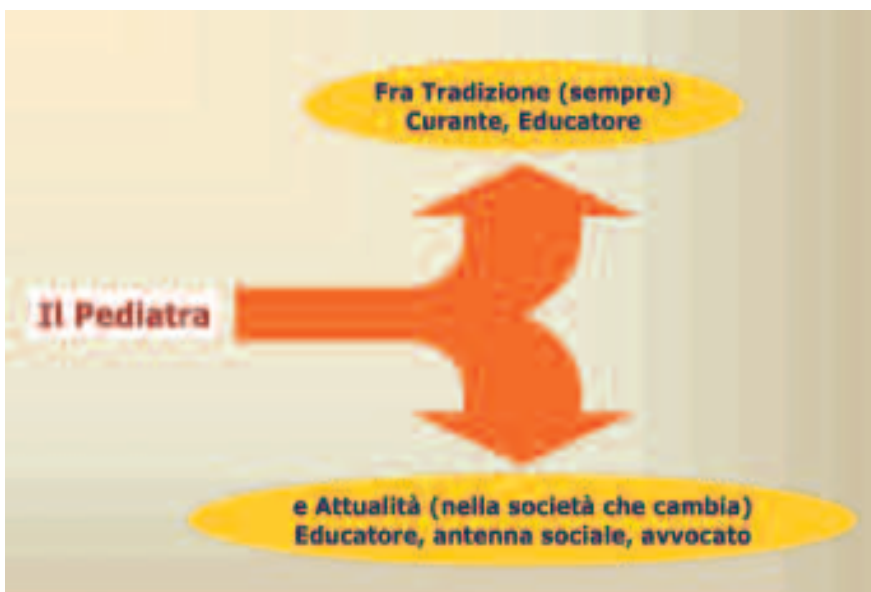 Fra Tradizione (sempre)
Curante, Educatore
Il Pediatra
e Attualità (nella società che cambia)
Educatore, antenna sociale, avvocato